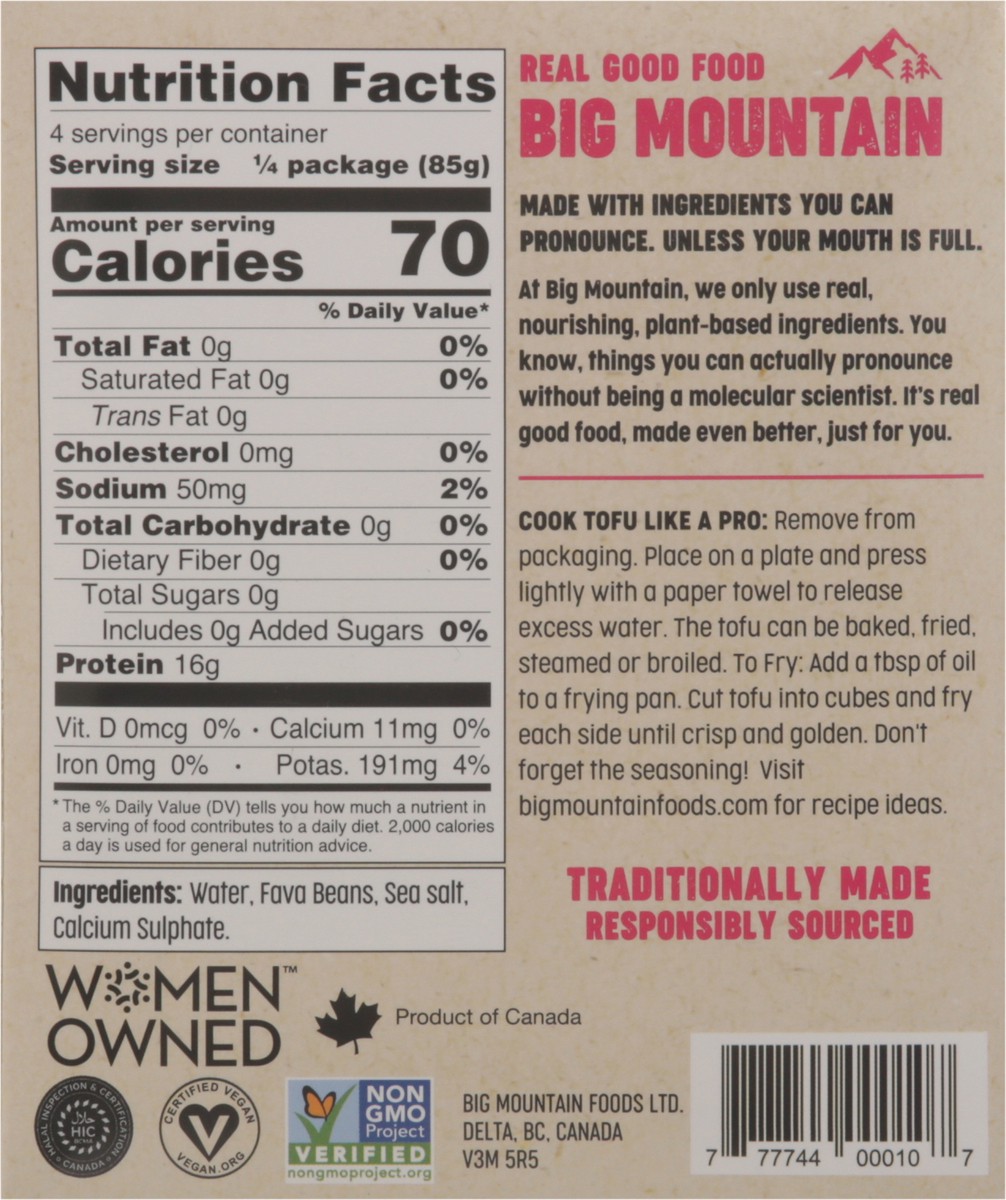 Nutrition Facts
4 servings per container
Serving size ¼ package (85g)
Amount per serving
Calories 70
% Daily Value*
Total Fat 0g 0%
Saturated Fat 0g 0%
Trans Fat 0g
Cholesterol 0mg 0%
Sodium 50mg 2%
Total Carbohydrate 0g 0%
Dietary Fiber 0g 0%
Total Sugars 0g
Includes 0g Added Sugars 0%
Protein 16g
Vit. D 0mcg 0% · Calcium 11mg 0%
Iron 0mg 0% · Potas. 191mg 4%
* The % Daily Value (DV) tells you how much a nutrient in
a serving of food contributes to a daily diet. 2,000 calories
a day is used for general nutrition advice.
Ingredients: Water, Fava Beans, Sea salt,
Calcium Sulphate.
REAL GOOD FOOD
BIG MOUNTAIN
MADE WITH INGREDIENTS YOU CAN
PRONOUNCE. UNLESS YOUR MOUTH IS FULL.
At Big Mountain, we only use real,
nourishing, plant-based ingredients. You
know, things you can actually pronounce
without being a molecular scientist. It's real
good food, made even better, just for you.
COOK TOFU LIKE A PRO: Remove from
packaging. Place on a plate and press
lightly with a paper towel to release
excess water. The tofu can be baked, fried,
steamed or broiled. To Fry: Add a tbsp of oil
to a frying pan. Cut tofu into cubes and fry
each side until crisp and golden. Don't
forget the seasoning! Visit
bigmountainfoods.com for recipe ideas.
TRADITIONALLY MADE
RESPONSIBLY SOURCED
WOMEN™
OWNED
Product of Canada
HALAL INSPECTION & CERTIFICATION
حلال
HIC
CANADA
CERTIFIED VEGAN
VEGAN.ORG
NON
GMO
Project
VERIFIED
nongmoproject.org
BIG MOUNTAIN FOODS LTD.
DELTA, BC, CANADA
V3M 5R5
7 77744 00010 7